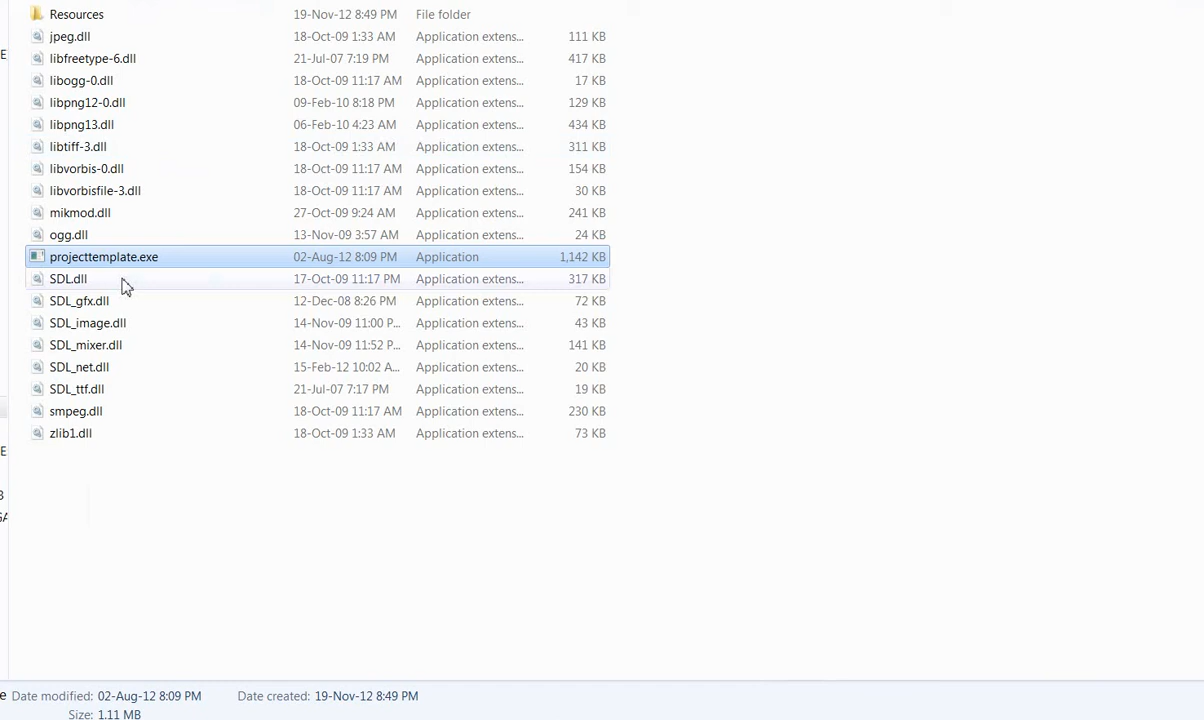 Resources 19-Nov-12 8:49 PM File folder
jpeg.dll 18-Oct-09 1:33 AM Application extens... 111 KB
libfreetype-6.dll 21-Jul-07 7:19 PM Application extens... 417 KB
libogg-0.dll 18-Oct-09 11:17 AM Application extens... 17 KB
libpng12-0.dll 09-Feb-10 8:18 PM Application extens... 129 KB
libpng13.dll 06-Feb-10 4:23 AM Application extens... 434 KB
libtiff-3.dll 18-Oct-09 1:33 AM Application extens... 311 KB
libvorbis-0.dll 18-Oct-09 11:17 AM Application extens... 154 KB
libvorbisfile-3.dll 18-Oct-09 11:17 AM Application extens... 30 KB
mikmod.dll 27-Oct-09 9:24 AM Application extens... 241 KB
ogg.dll 13-Nov-09 3:57 AM Application extens... 24 KB
projecttemplate.exe 02-Aug-12 8:09 PM Application 1,142 KB
SDL.dll 17-Oct-09 11:17 PM Application extens... 317 KB
SDL_gfx.dll 12-Dec-08 8:26 PM Application extens... 72 KB
SDL_image.dll 14-Nov-09 11:00 P... Application extens... 43 KB
SDL_mixer.dll 14-Nov-09 11:52 P... Application extens... 141 KB
SDL_net.dll 15-Feb-12 10:02 A... Application extens... 20 KB
SDL_ttf.dll 21-Jul-07 7:17 PM Application extens... 19 KB
smpeg.dll 18-Oct-09 11:17 AM Application extens... 230 KB
zlib1.dll 18-Oct-09 1:33 AM Application extens... 73 KB
Date modified: 02-Aug-12 8:09 PM Date created: 19-Nov-12 8:49 PM
Size: 1.11 MB